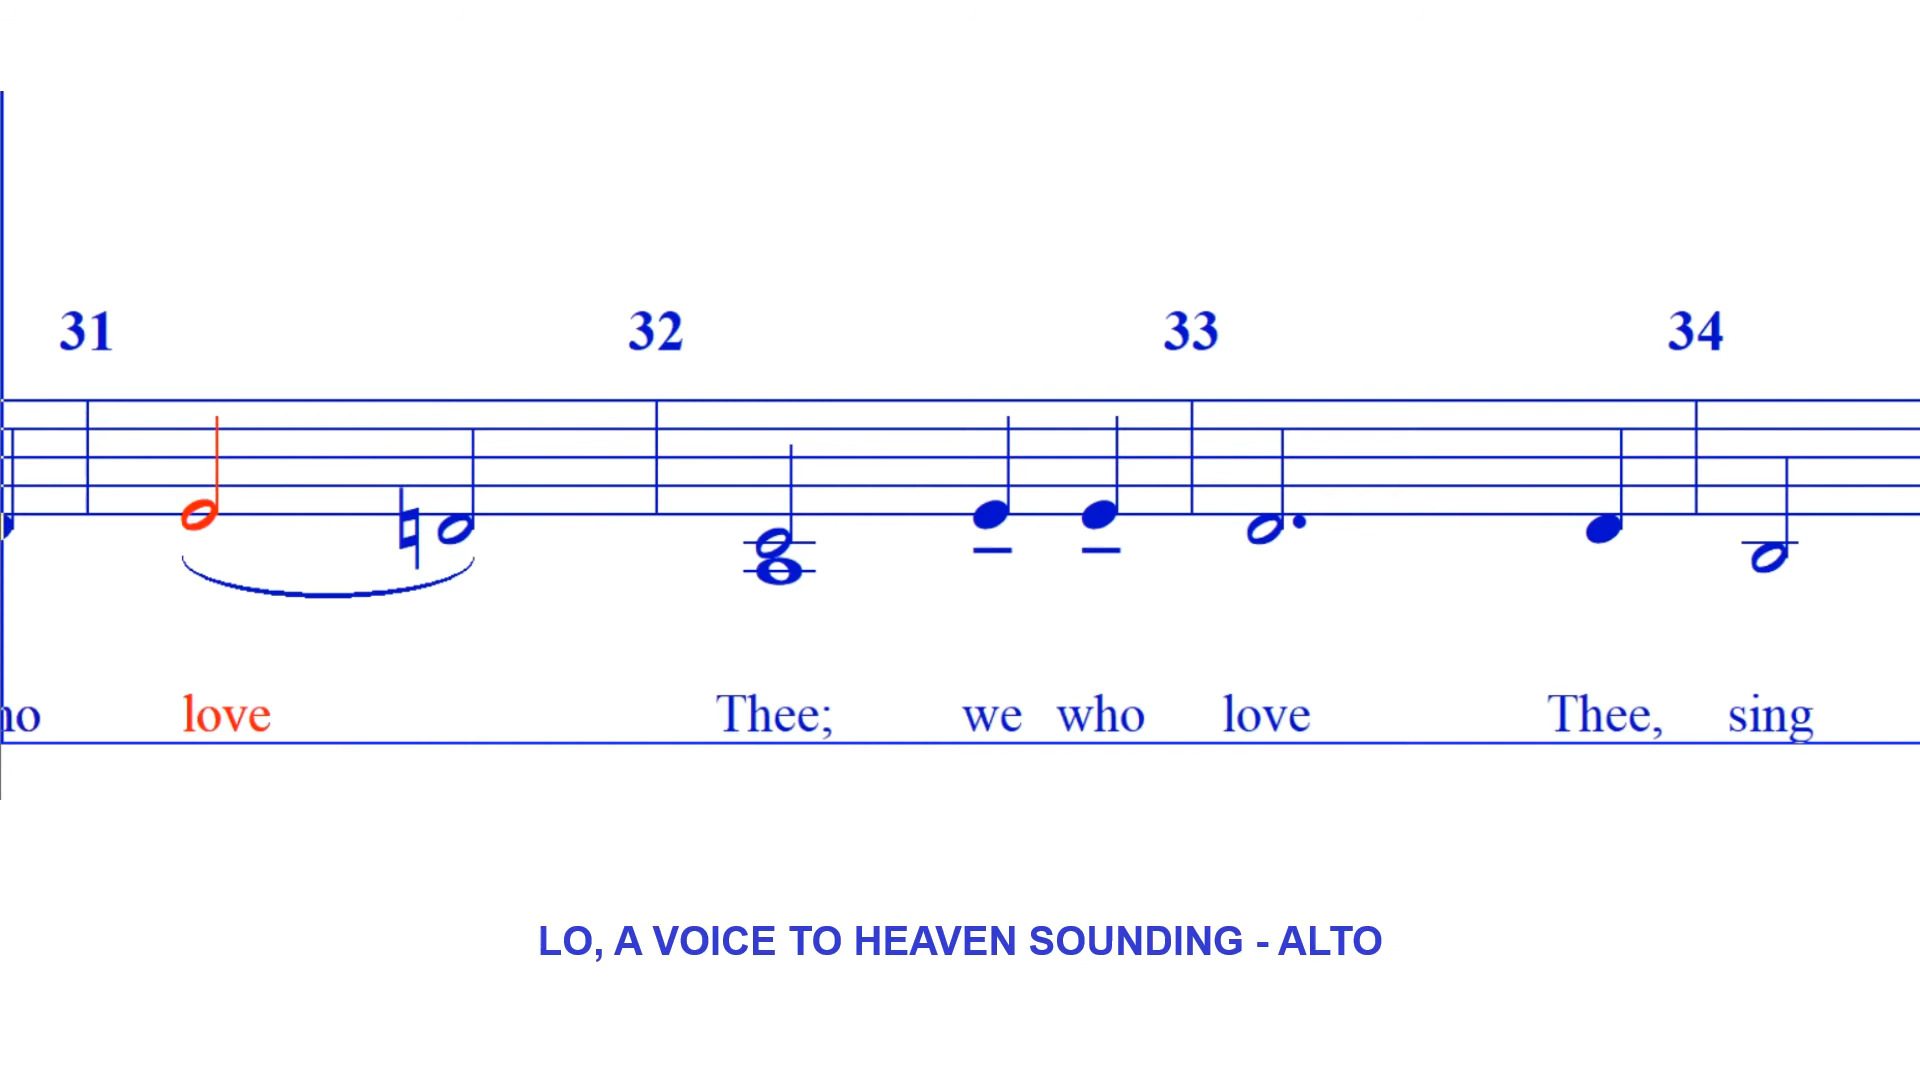 31 32 33 34
love Thee; we who love Thee, sing
LO, A VOICE TO HEAVEN SOUNDING - ALTO